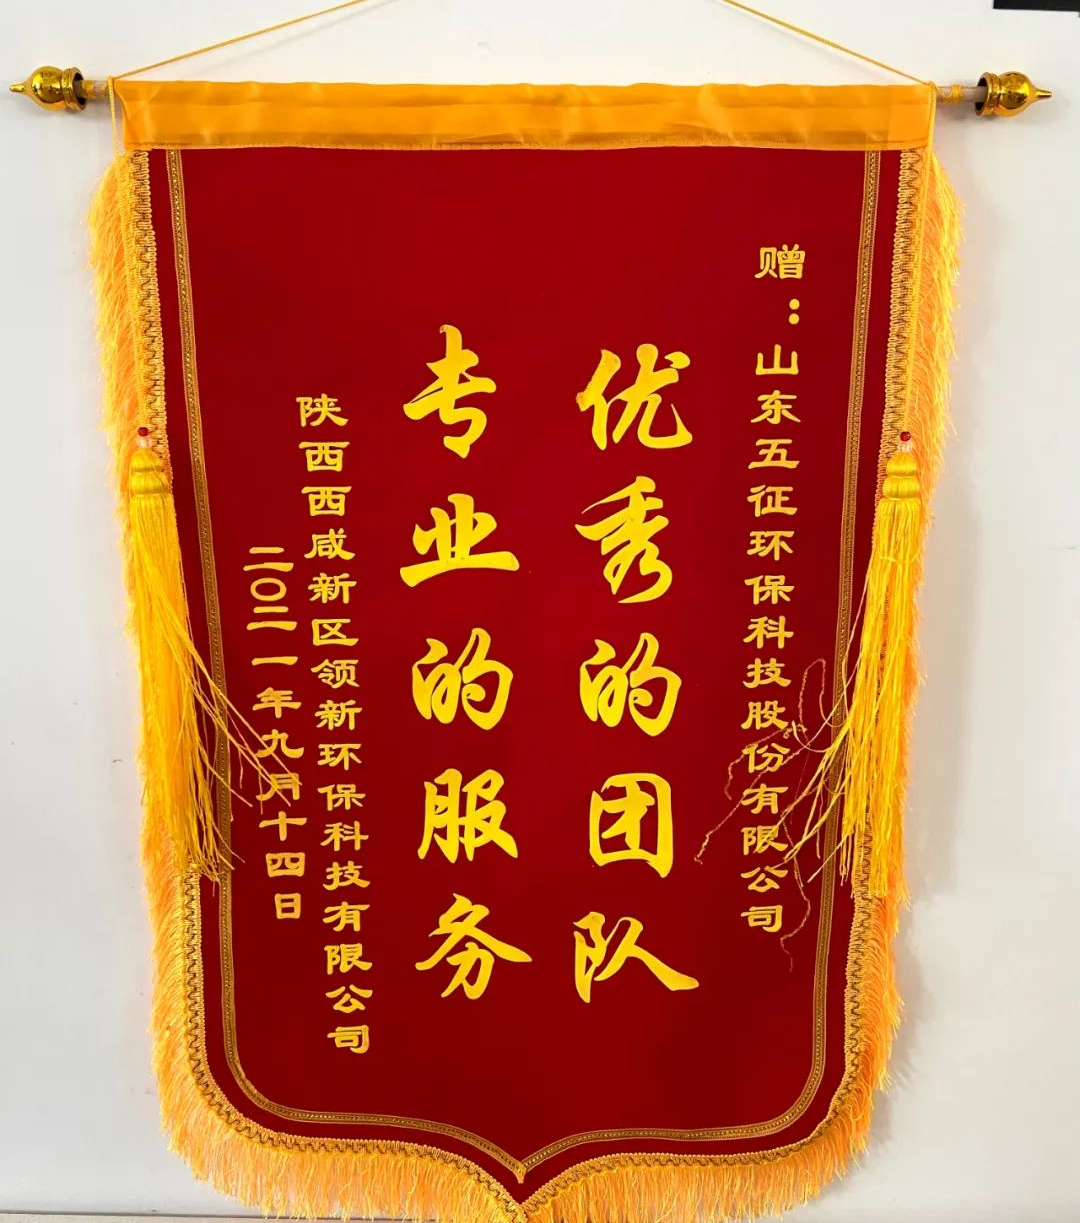 赠：山东五征环保科技股份有限公司
优秀的团队
专业的服务
陕西西咸新区领新环保科技有限公司
二〇二一年九月十四日